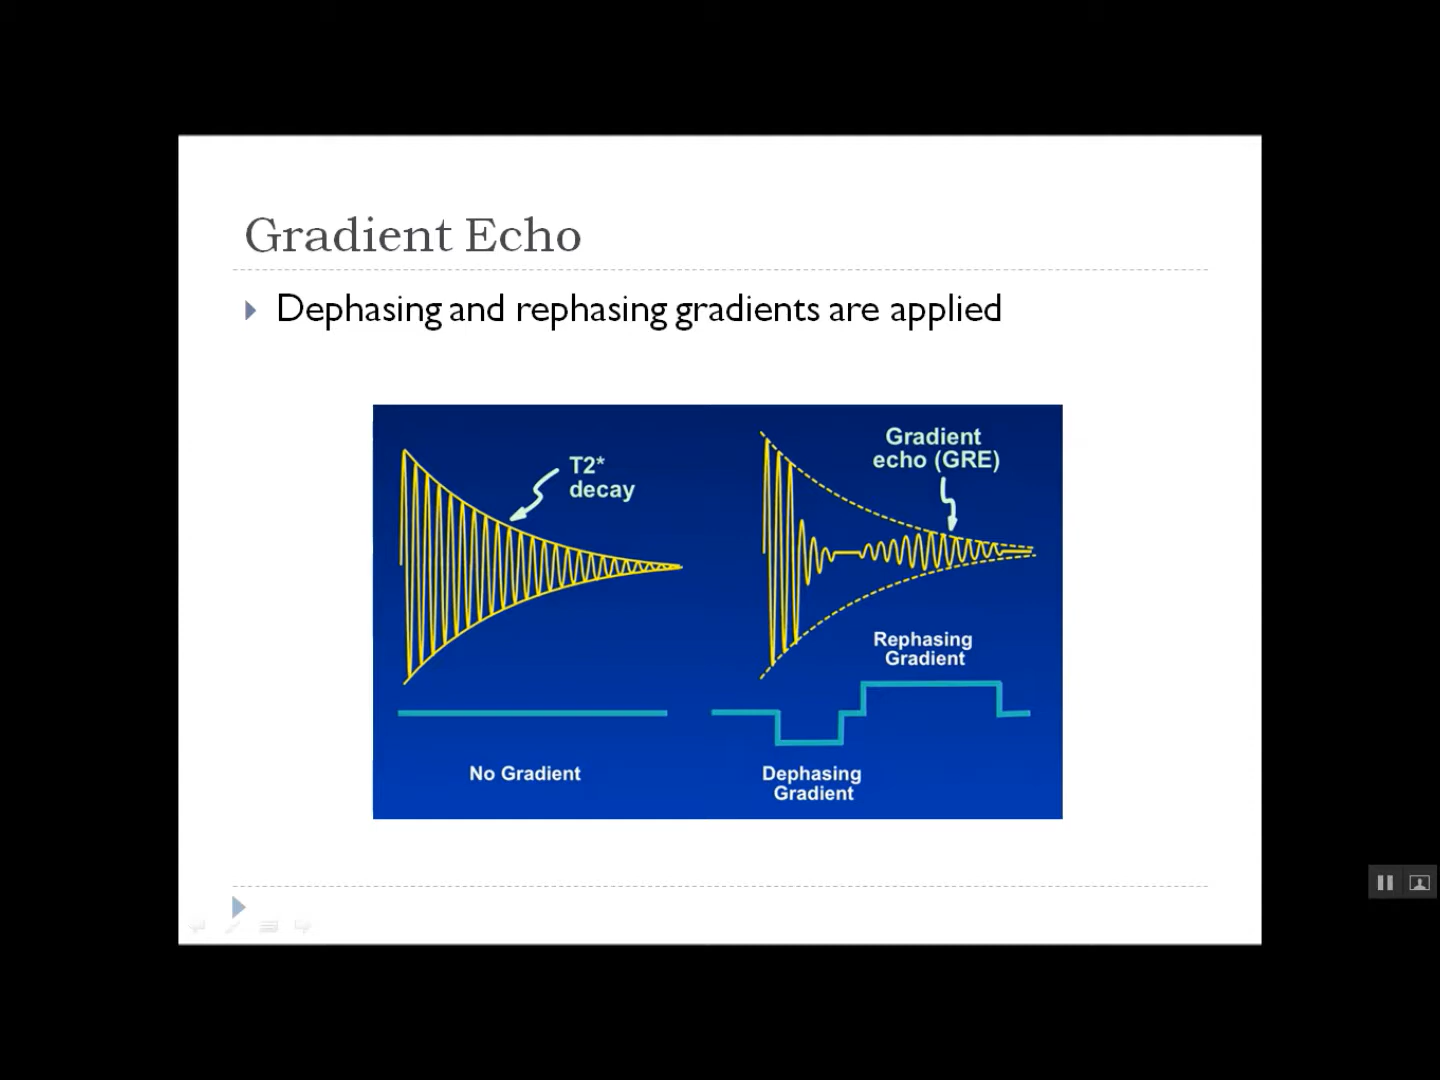 Gradient Echo
Dephasing and rephasing gradients are applied
T2*
decay
Gradient
echo (GRE)
Rephasing
Gradient
No Gradient
Dephasing
Gradient